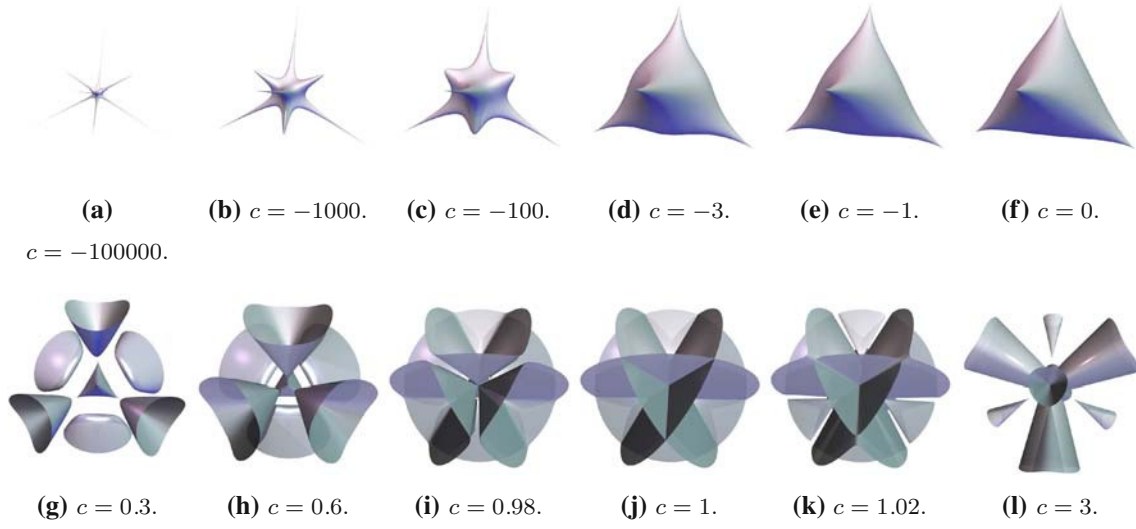 (a) (b) c = −1000. (c) c = −100. (d) c = −3. (e) c = −1. (f) c = 0.
c = −100000.
(g) c = 0.3. (h) c = 0.6. (i) c = 0.98. (j) c = 1. (k) c = 1.02. (l) c = 3.